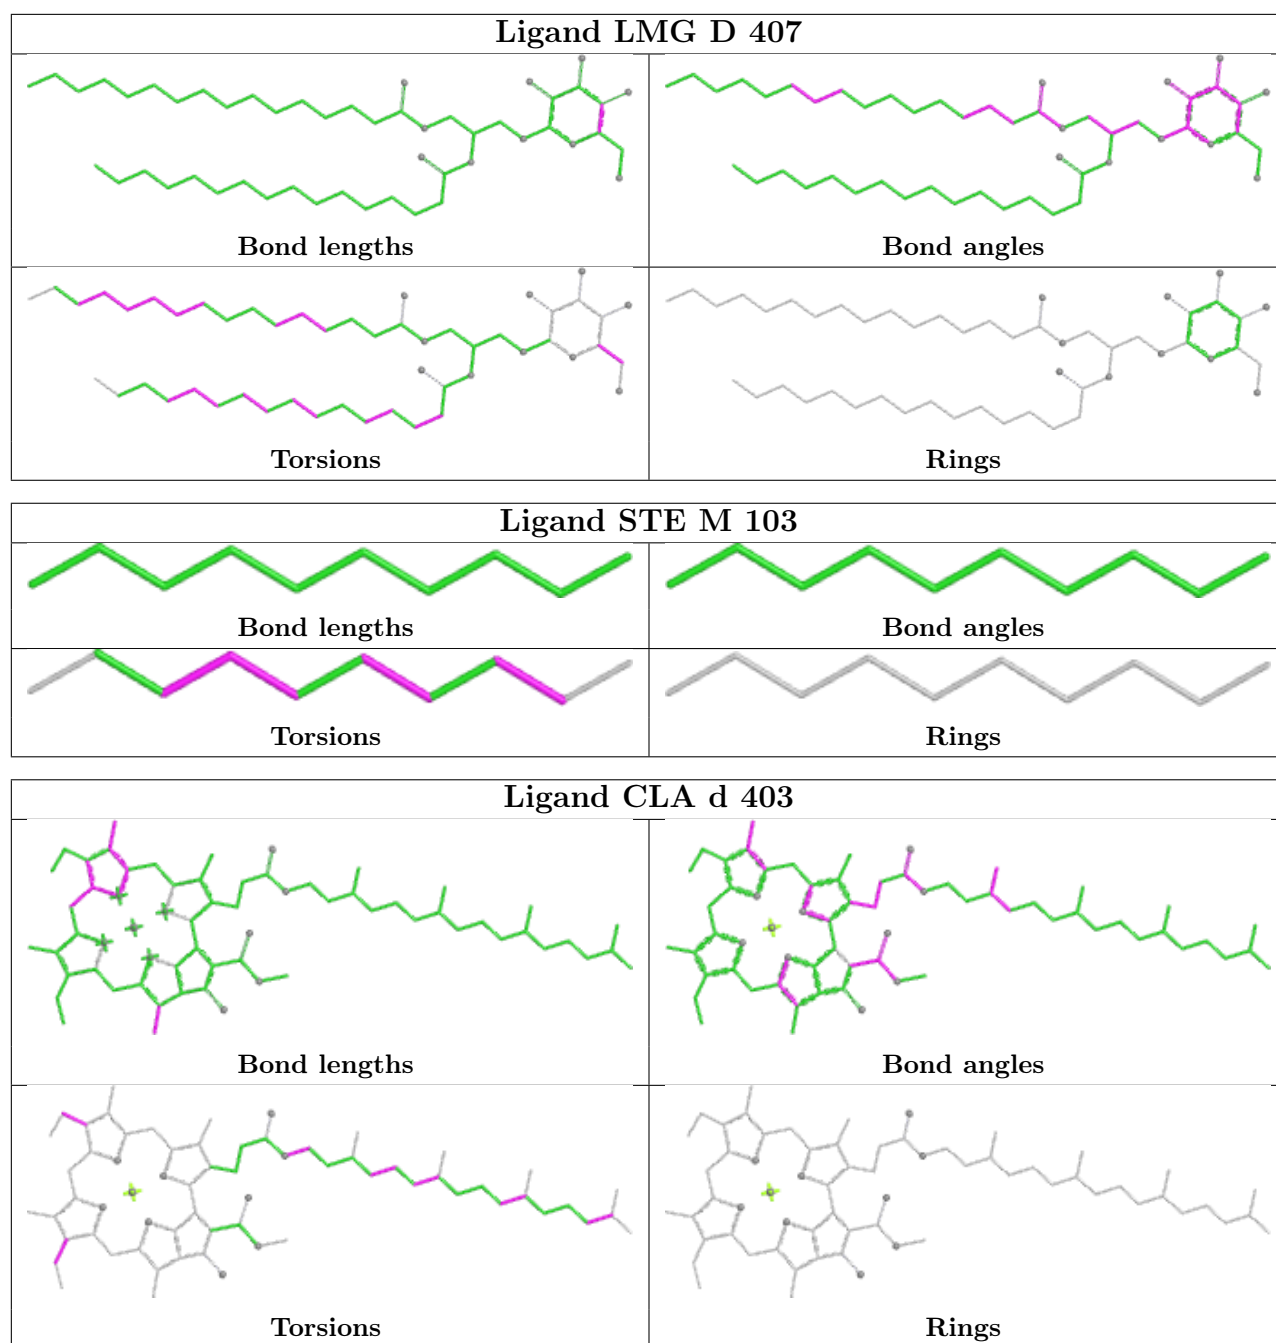 Ligand LMG D 407
Bond lengths
Bond angles
Torsions
Rings
Ligand STE M 103
Bond lengths
Bond angles
Torsions
Rings
Ligand CLA d 403
Bond lengths
Bond angles
Torsions
Rings